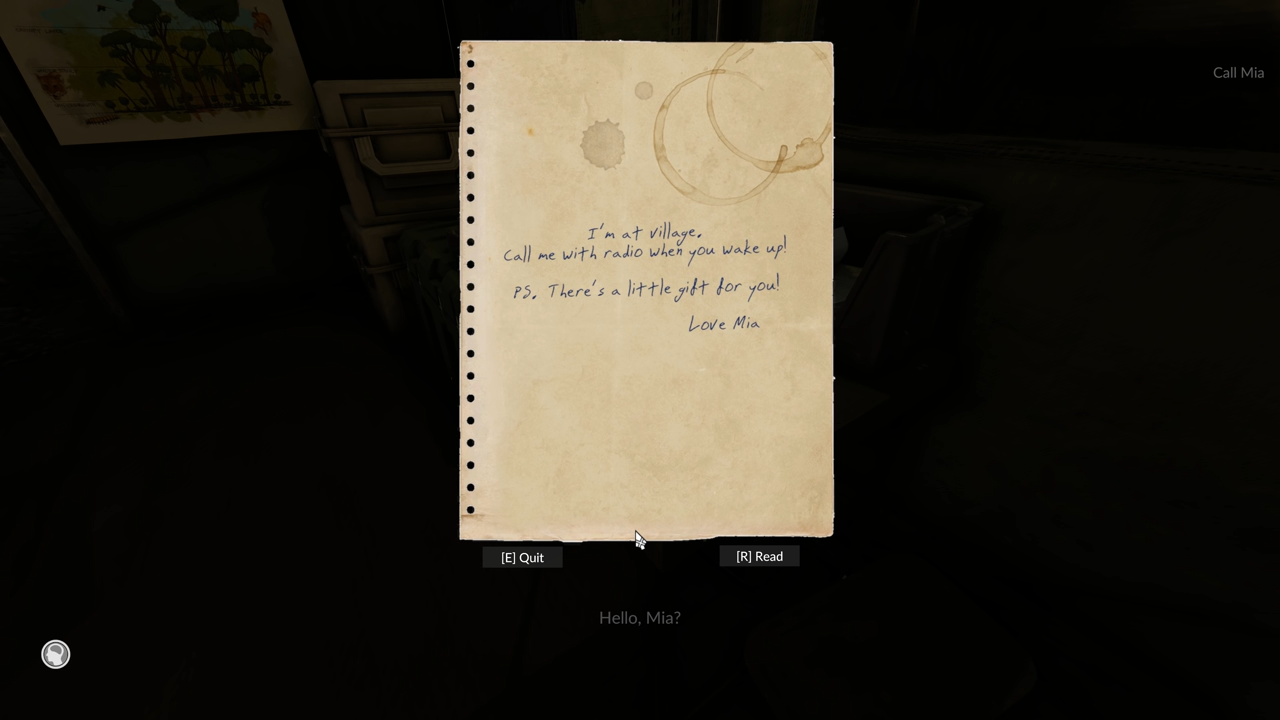 Call Mia
I'm at village.
Call me with radio when you wake up!
PS. There's a little gift for you!
Love Mia
[E] Quit
[R] Read
Hello, Mia?